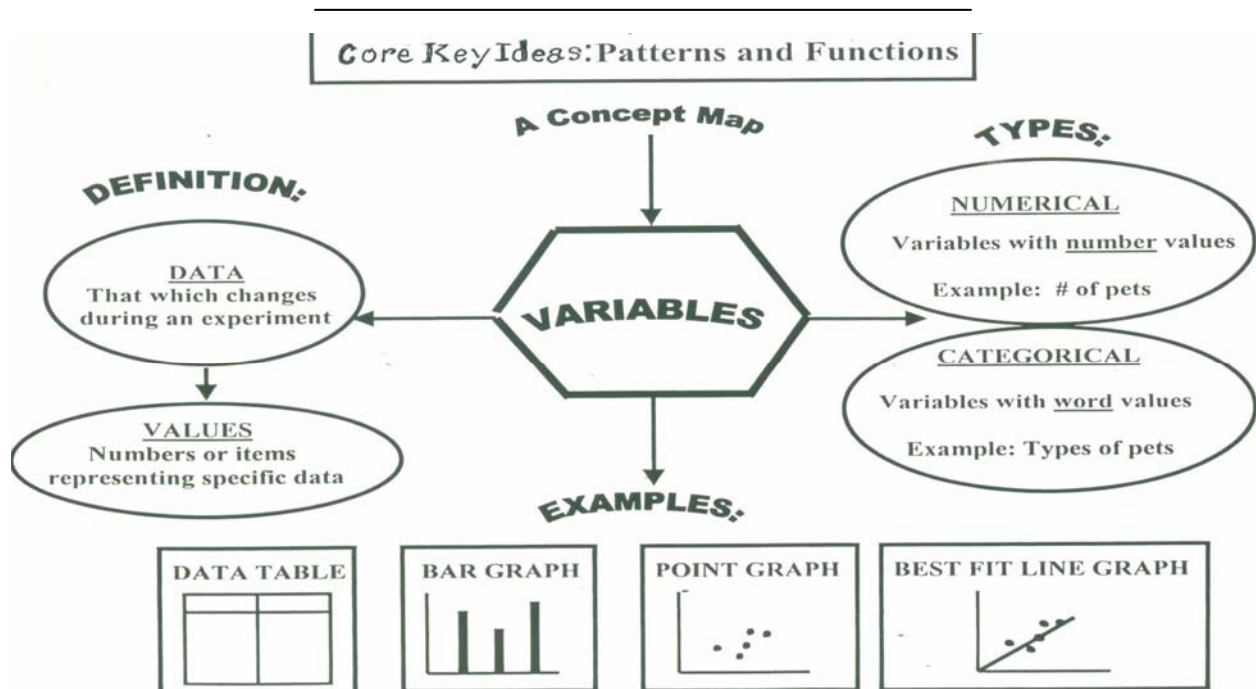 Core Key Ideas: Patterns and Functions
A Concept Map
DEFINITION:
DATA
That which changes
during an experiment
VALUES
Numbers or items
representing specific data
VARIABLES
TYPES:
NUMERICAL
Variables with number values
Example: # of pets
CATEGORICAL
Variables with word values
Example: Types of pets
EXAMPLES:
DATA TABLE
BAR GRAPH
POINT GRAPH
BEST FIT LINE GRAPH